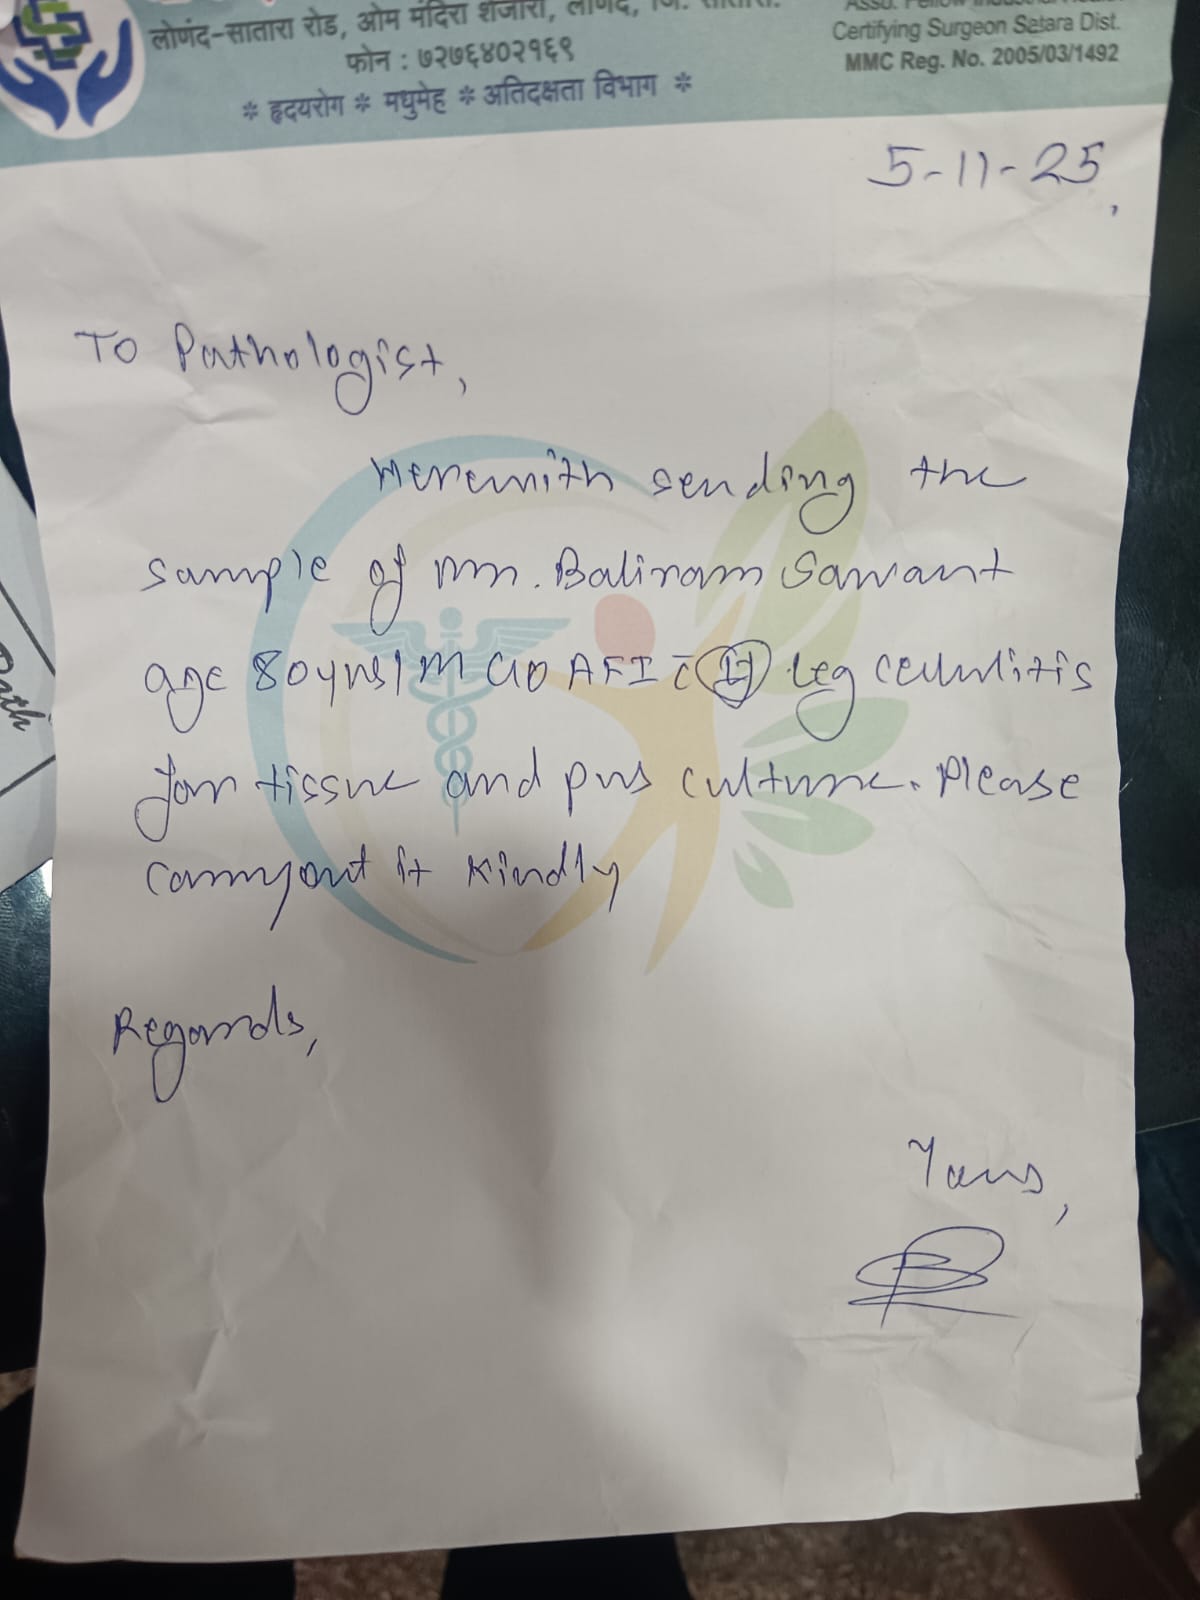 लोणंद-सातारा रोड, ओम मंदिरा शेजारी, लोणंद, जि. सातारा.
फोन : ७२७६४०२१६९
* हृदयरोग * मधुमेह * अतिदक्षता विभाग *
Certifying Surgeon Satara Dist.
MMC Reg. No. 2005/03/1492
5-11-25,
To Pathologist,
Herewith sending the
sample of Mr. Baliram Sawant
age 80yrs/M c/o AFI c̄ Leg cellulitis
for tissue and pus culture. Please
carryout it kindly
Regards,
Yours,
Path